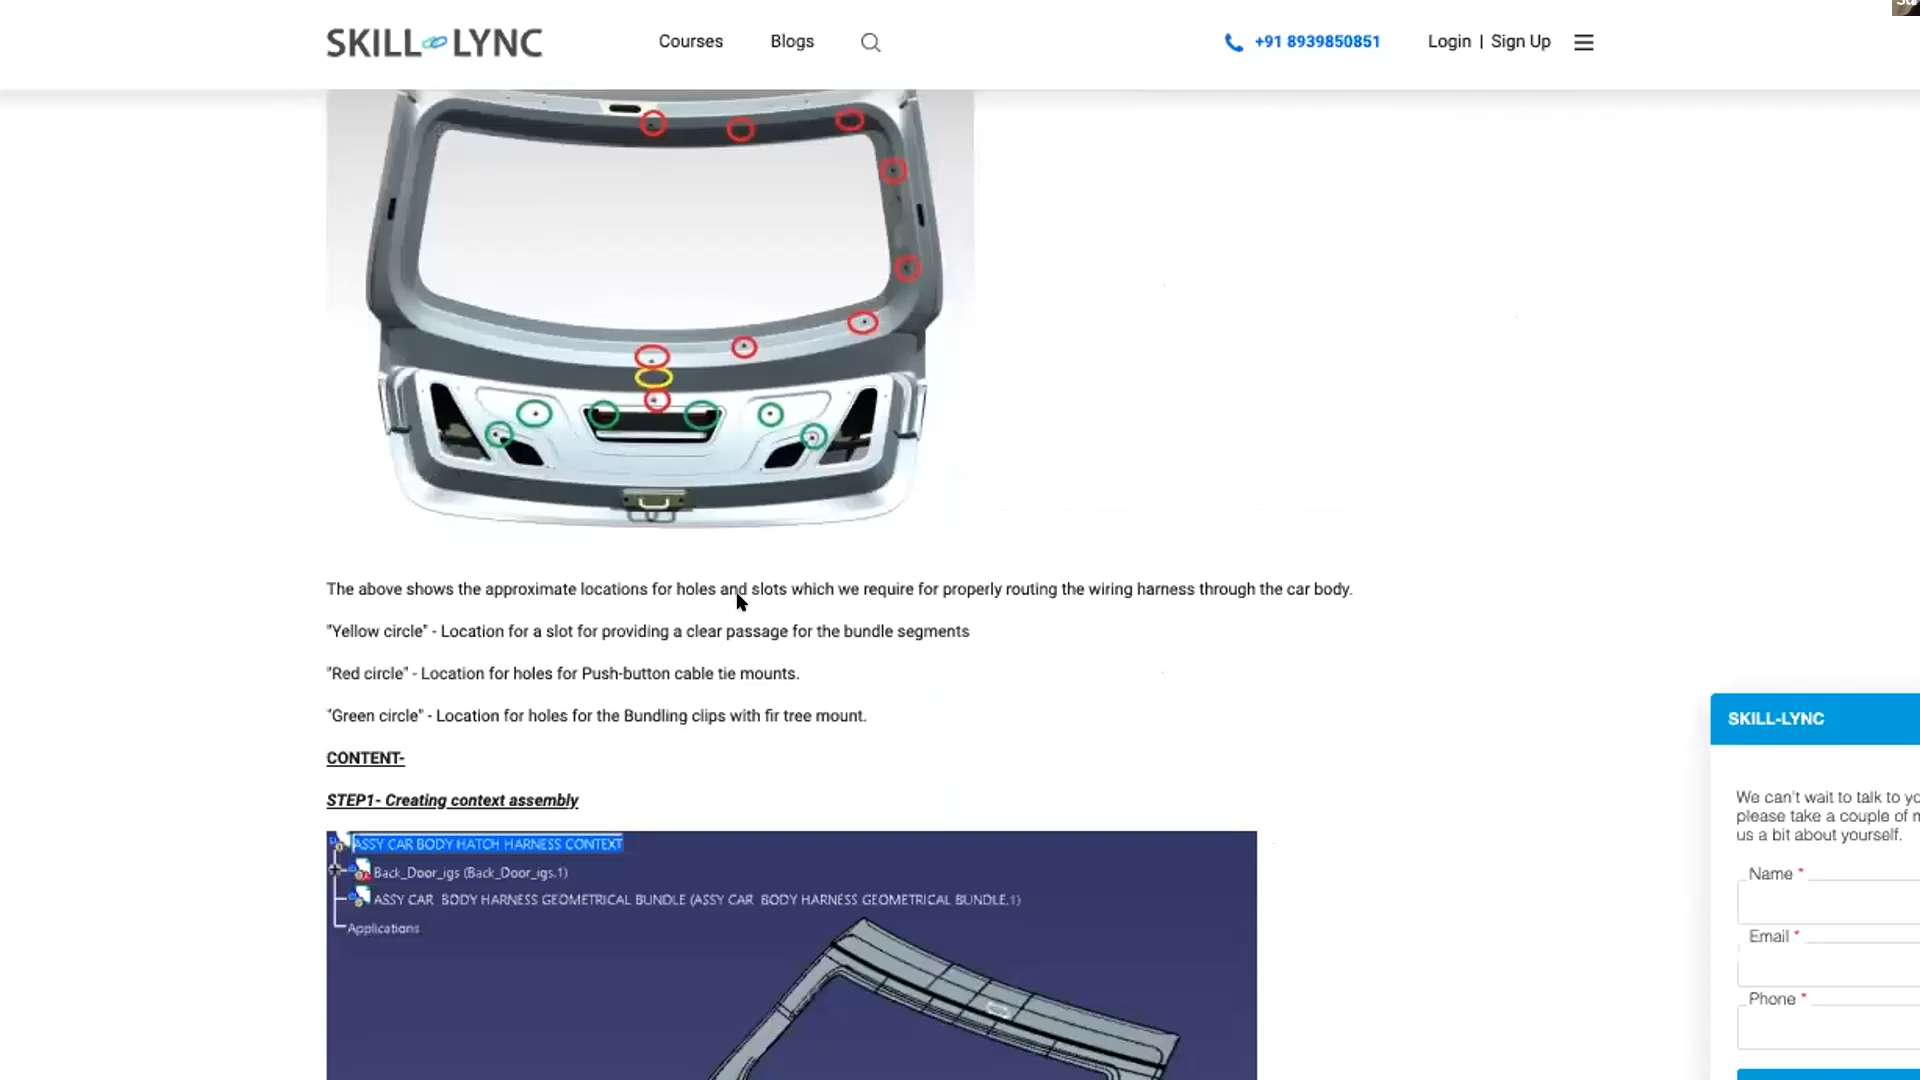 SKILL LYNC
Courses
Blogs
+91 8939850851
Login | Sign Up
The above shows the approximate locations for holes and slots which we require for properly routing the wiring harness through the car body.
"Yellow circle" - Location for a slot for providing a clear passage for the bundle segments
"Red circle" - Location for holes for Push-button cable tie mounts.
"Green circle" - Location for holes for the Bundling clips with fir tree mount.
CONTENT-
STEP1- Creating context assembly
ASSY CAR BODY HATCH HARNESS CONTEXT
Back_Door_igs (Back_Door_igs.1)
ASSY CAR BODY HARNESS GEOMETRICAL BUNDLE (ASSY CAR BODY HARNESS GEOMETRICAL BUNDLE.1)
Applications
SKILL-LYNC
We can't wait to talk to
please take a couple of
us a bit about yourself.
Name *
Email *
Phone *